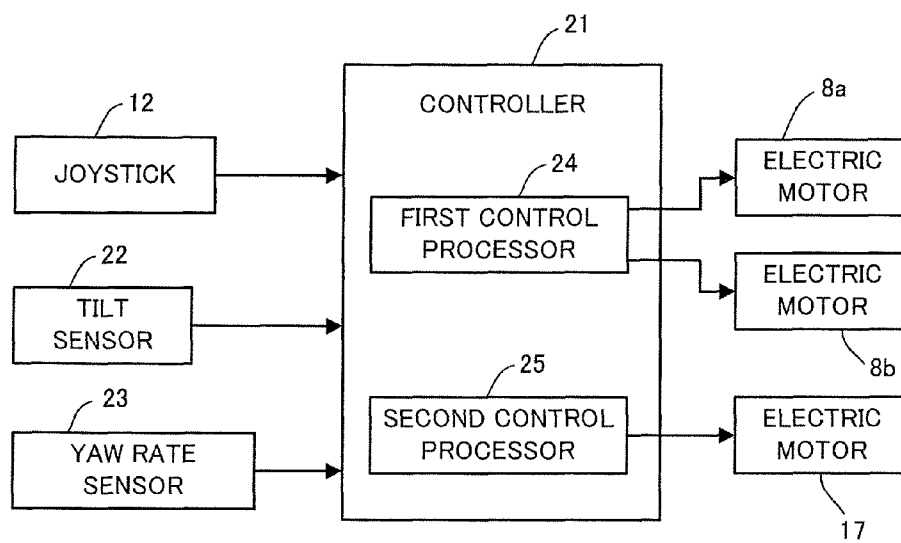 21
CONTROLLER
12
JOYSTICK
22
TILT
SENSOR
23
YAW RATE
SENSOR
24
FIRST CONTROL
PROCESSOR
25
SECOND CONTROL
PROCESSOR
8a
ELECTRIC
MOTOR
ELECTRIC
MOTOR
8b
ELECTRIC
MOTOR
17